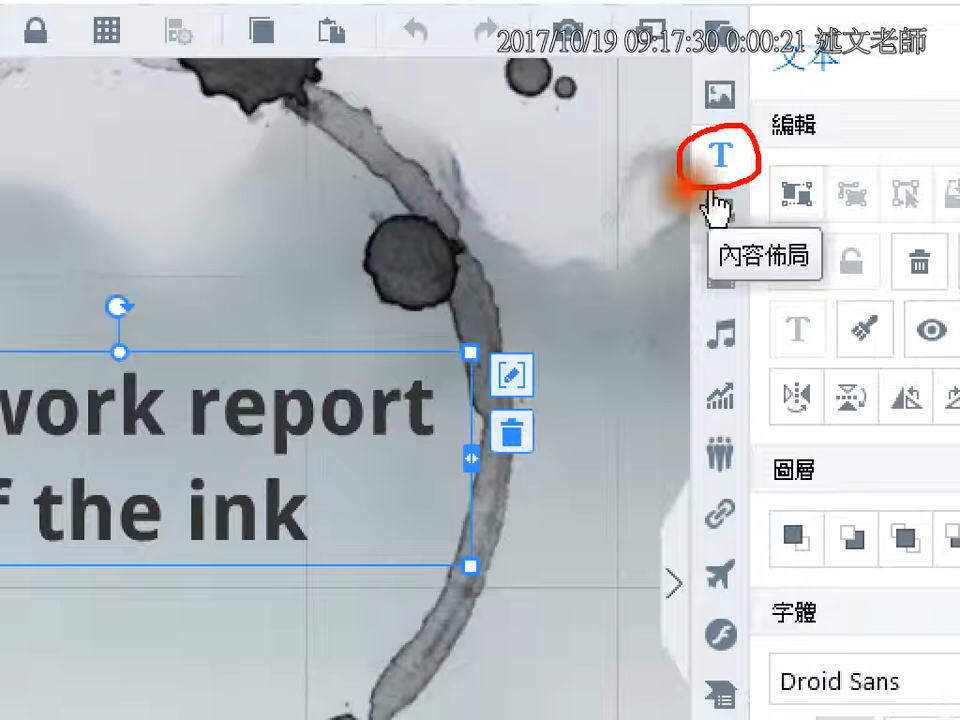 2017/10/19 09:17:30 0:00:21 述文老師
文本
編輯
T
內容佈局
T
work report
f the ink
圖層
字體
Droid Sans